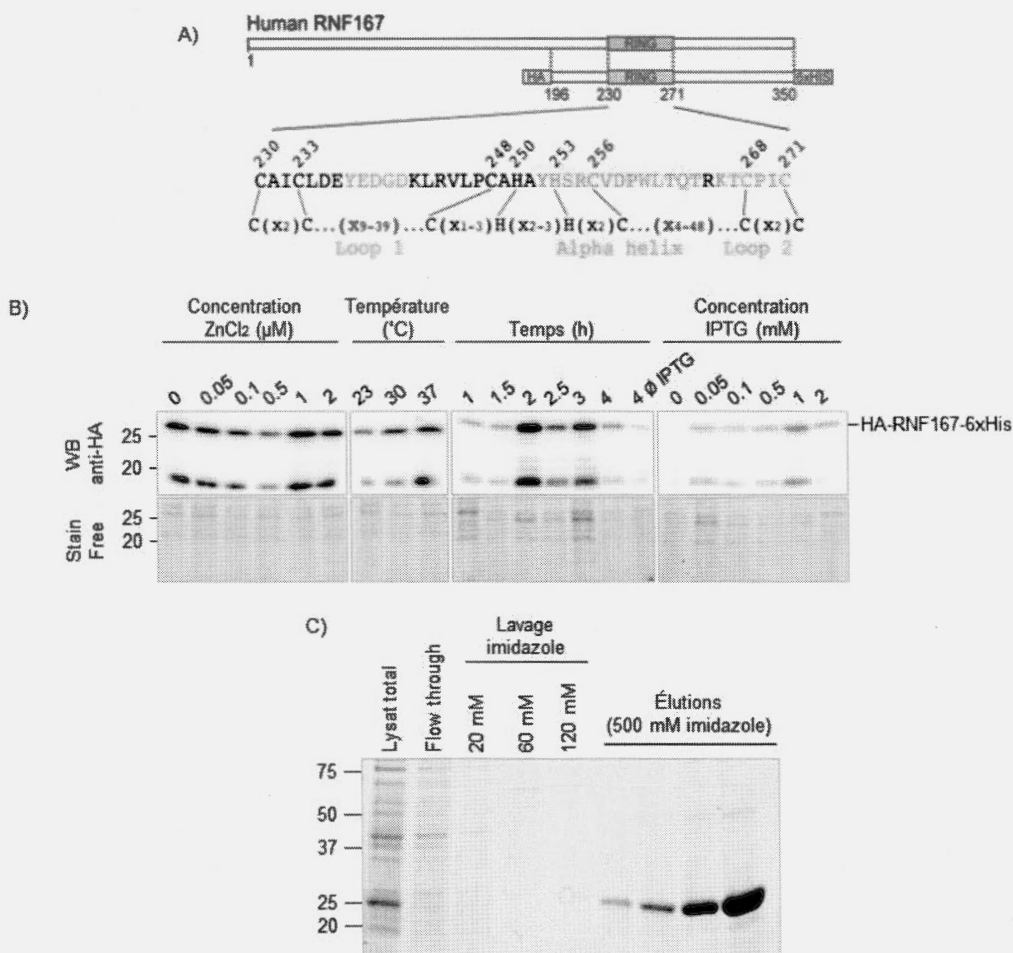 A)
Human RNF167
RING
1
HA RING 6xHIS
196 230 271 350
230 233 248 250 253 256 268 271
CAICLDEYEDGDKLRVLPCAHAYHSRCVDPWLTQTRKTCPIC
C(x2)C...(x9-39)...C(x1-3)H(x2-3)H(x2)C...(x4-48)...C(x2)C
Loop 1 Alpha helix Loop 2
B)
Concentration ZnCl2 (µM)
Température (°C)
Temps (h)
Concentration IPTG (mM)
0 0.05 0.1 0.5 1 2
23 30 37
1 1.5 2 2.5 3 4 4 Ø IPTG
0 0.05 0.1 0.5 1 2
WB anti-HA
25
20
HA-RNF167-6xHis
Stain Free
25
20
C)
Lysat total
Flow through
Lavage imidazole
20 mM
60 mM
120 mM
Élutions
(500 mM imidazole)
75
50
37
25
20